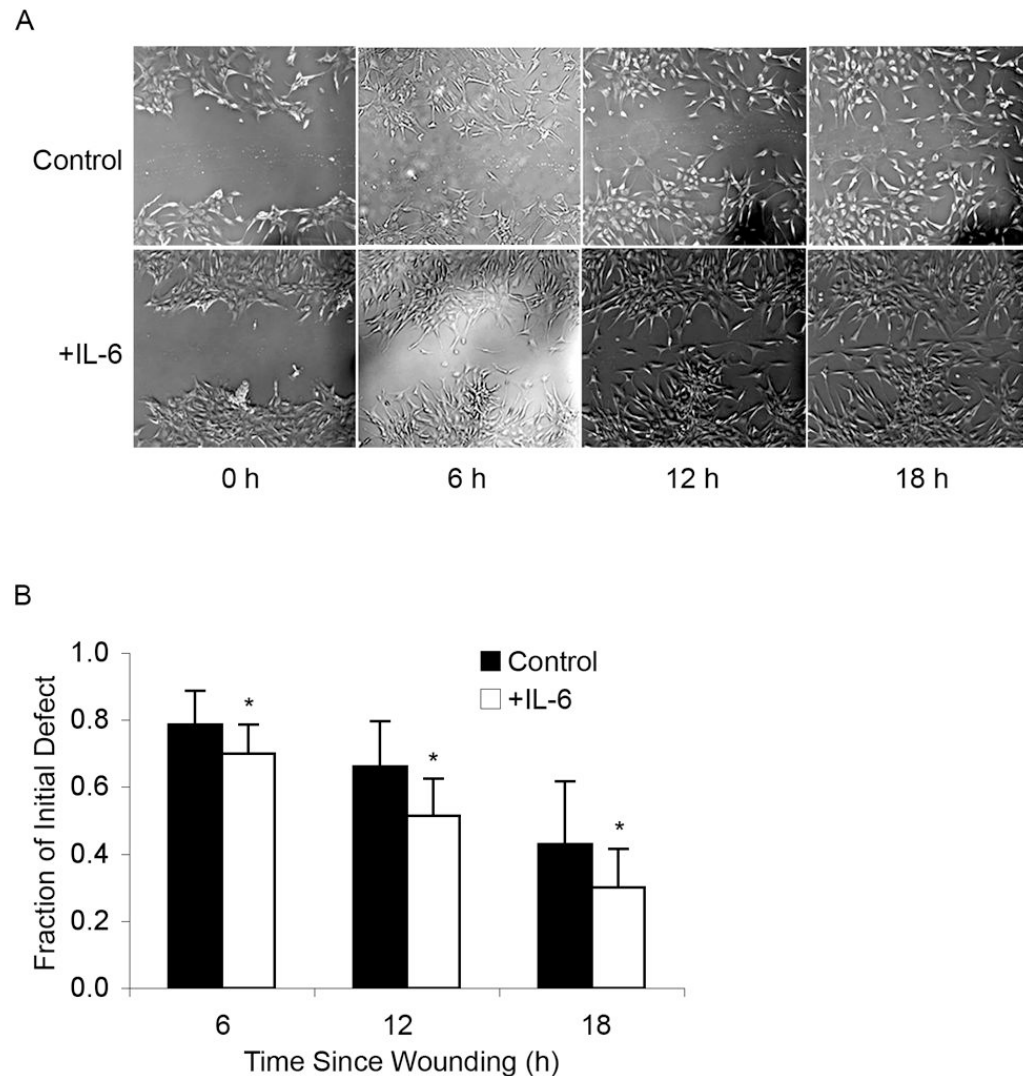 A
Control
+IL-6
0 h 6 h 12 h 18 h
B
Fraction of Initial Defect
1.0
0.8
0.6
0.4
0.2
0.0
Control
+IL-6
* * *
6 12 18
Time Since Wounding (h)